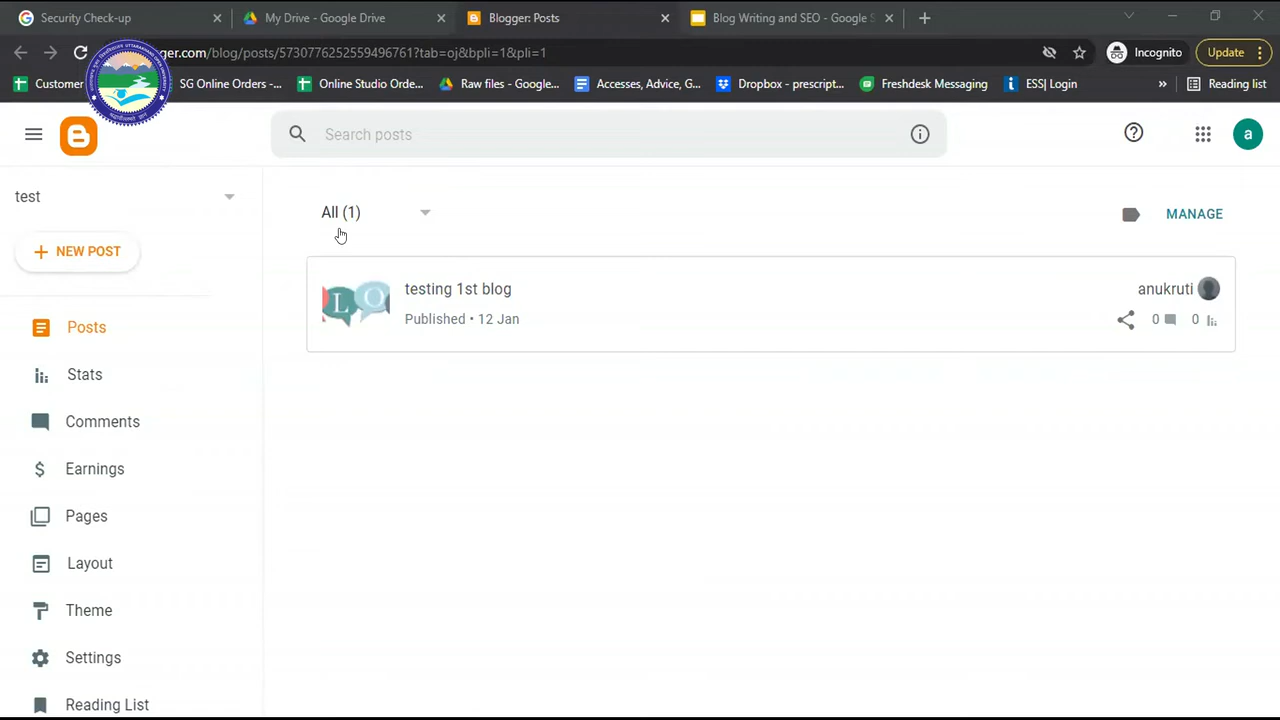 Security Check-up
My Drive - Google Drive
Blogger: Posts
Blog Writing and SEO - Google S
ger.com/blog/posts/5730776252559496761?tab=oj&bpli=1&pli=1
Incognito
Update
Customer
SG Online Orders -...
Online Studio Orde...
Raw files - Google...
Accesses, Advice, G...
Freshdesk Messaging
ESS| Login
»
Reading list
Search posts
a
test
All (1)
MANAGE
+ NEW POST
testing 1st blog
anukruti
Published • 12 Jan
0
0
Posts
Stats
Comments
Earnings
Pages
Layout
Theme
Settings
Reading List